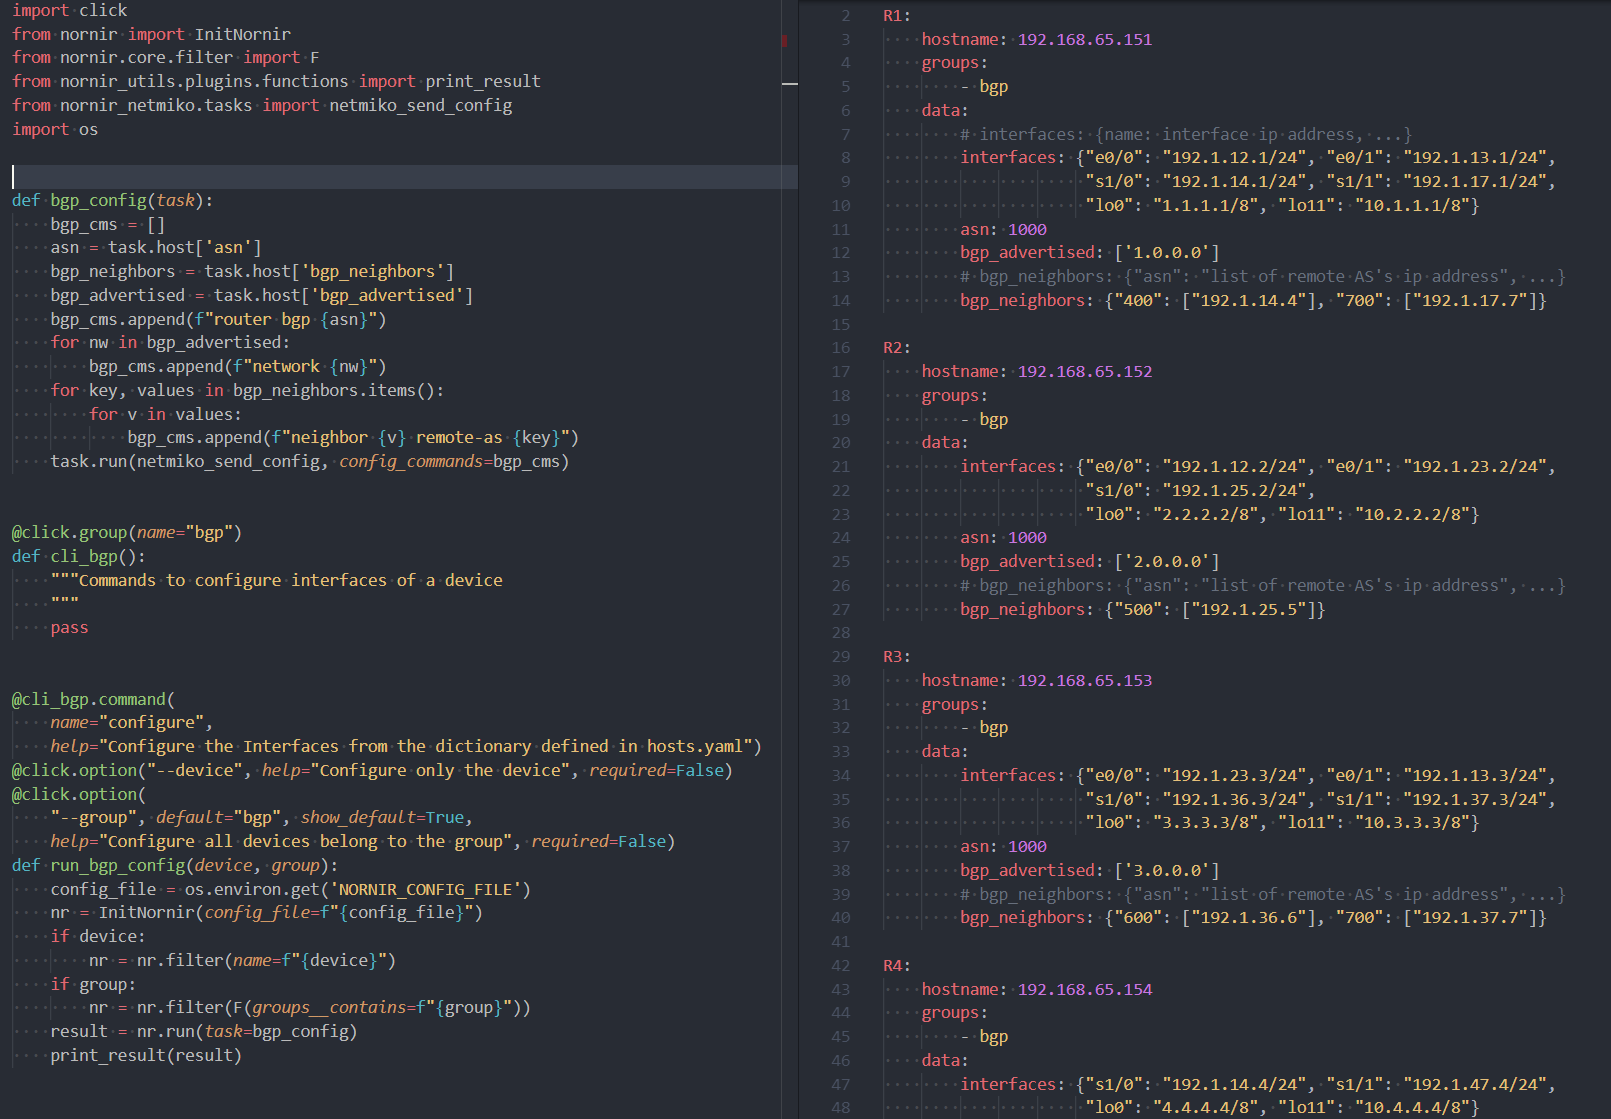 import click
from nornir import InitNornir
from nornir.core.filter import F
from nornir_utils.plugins.functions import print_result
from nornir_netmiko.tasks import netmiko_send_config
import os
def bgp_config(task):
    bgp_cms = []
    asn = task.host['asn']
    bgp_neighbors = task.host['bgp_neighbors']
    bgp_advertised = task.host['bgp_advertised']
    bgp_cms.append(f"router bgp {asn}")
    for nw in bgp_advertised:
        bgp_cms.append(f"network {nw}")
    for key, values in bgp_neighbors.items():
        for v in values:
            bgp_cms.append(f"neighbor {v} remote-as {key}")
    task.run(netmiko_send_config, config_commands=bgp_cms)
@click.group(name="bgp")
def cli_bgp():
    """Commands to configure interfaces of a device
    """
    pass
@cli_bgp.command(
    name="configure",
    help="Configure the Interfaces from the dictionary defined in hosts.yaml")
@click.option("--device", help="Configure only the device", required=False)
@click.option(
    "--group", default="bgp", show_default=True,
    help="Configure all devices belong to the group", required=False)
def run_bgp_config(device, group):
    config_file = os.environ.get('NORNIR_CONFIG_FILE')
    nr = InitNornir(config_file=f"{config_file}")
    if device:
        nr = nr.filter(name=f"{device}")
    if group:
        nr = nr.filter(F(groups__contains=f"{group}"))
    result = nr.run(task=bgp_config)
    print_result(result)
2 R1:
3     hostname: 192.168.65.151
4     groups:
5         - bgp
6     data:
7         # interfaces: {name: interface ip address, ...}
8         interfaces: {"e0/0": "192.1.12.1/24", "e0/1": "192.1.13.1/24",
9                      "s1/0": "192.1.14.1/24", "s1/1": "192.1.17.1/24",
10                      "lo0": "1.1.1.1/8", "lo11": "10.1.1.1/8"}
11         asn: 1000
12         bgp_advertised: ['1.0.0.0']
13         # bgp_neighbors: {"asn": "list of remote AS's ip address", ...}
14         bgp_neighbors: {"400": ["192.1.14.4"], "700": ["192.1.17.7"]}
15
16 R2:
17     hostname: 192.168.65.152
18     groups:
19         - bgp
20     data:
21         interfaces: {"e0/0": "192.1.12.2/24", "e0/1": "192.1.23.2/24",
22                      "s1/0": "192.1.25.2/24",
23                      "lo0": "2.2.2.2/8", "lo11": "10.2.2.2/8"}
24         asn: 1000
25         bgp_advertised: ['2.0.0.0']
26         # bgp_neighbors: {"asn": "list of remote AS's ip address", ...}
27         bgp_neighbors: {"500": ["192.1.25.5"]}
28
29 R3:
30     hostname: 192.168.65.153
31     groups:
32         - bgp
33     data:
34         interfaces: {"e0/0": "192.1.23.3/24", "e0/1": "192.1.13.3/24",
35                      "s1/0": "192.1.36.3/24", "s1/1": "192.1.37.3/24",
36                      "lo0": "3.3.3.3/8", "lo11": "10.3.3.3/8"}
37         asn: 1000
38         bgp_advertised: ['3.0.0.0']
39         # bgp_neighbors: {"asn": "list of remote AS's ip address", ...}
40         bgp_neighbors: {"600": ["192.1.36.6"], "700": ["192.1.37.7"]}
41
42 R4:
43     hostname: 192.168.65.154
44     groups:
45         - bgp
46     data:
47         interfaces: {"s1/0": "192.1.14.4/24", "s1/1": "192.1.47.4/24",
48                      "lo0": "4.4.4.4/8", "lo11": "10.4.4.4/8"}